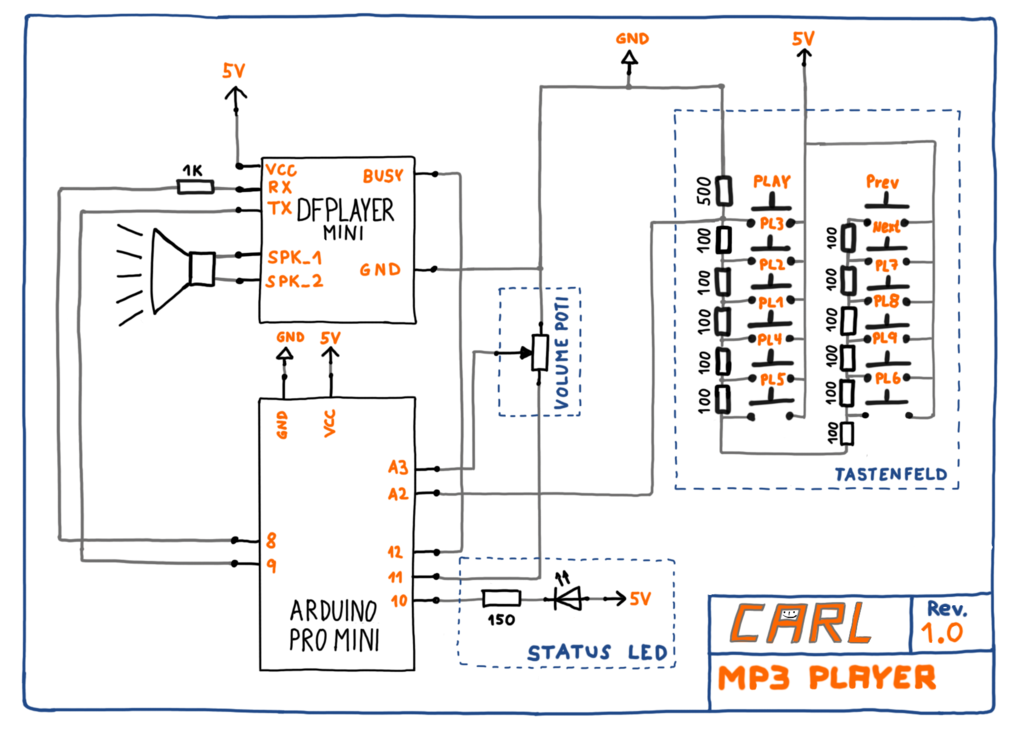 GND
5V
5V
1K
VCC
RX
TX
BUSY
DFPLAYER
MINI
SPK_1
SPK_2
GND
500
100
100
100
100
100
PLAY
PL3
PL2
PL1
PL4
PL5
Prev
Next
PL7
PL8
PL9
PL6
100
100
100
100
100
100
TASTENFELD
VOLUME POTI
GND
5V
GND
VCC
A3
A2
12
11
10
8
9
ARDUINO
PRO MINI
150
5V
STATUS LED
CARL
Rev.
1.0
MP3 PLAYER